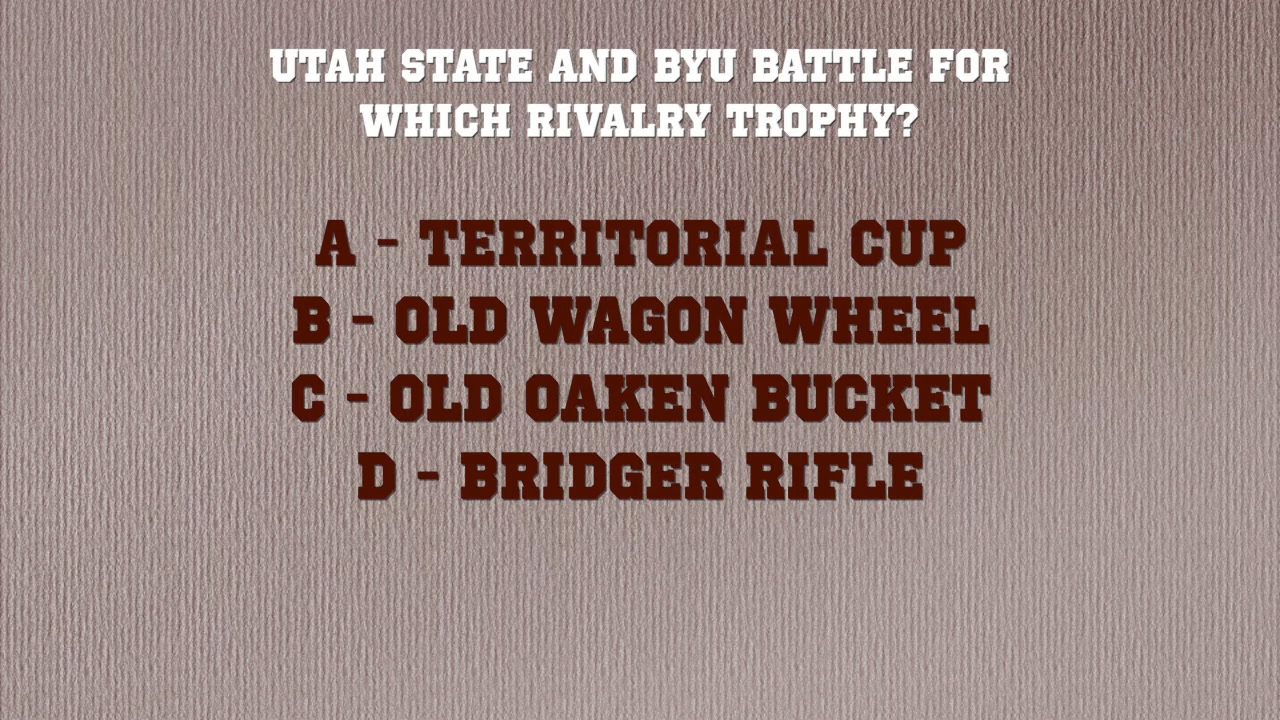 UTAH STATE AND BYU BATTLE FOR
WHICH RIVALRY TROPHY?
A - TERRITORIAL CUP
B - OLD WAGON WHEEL
C - OLD OAKEN BUCKET
D - BRIDGER RIFLE